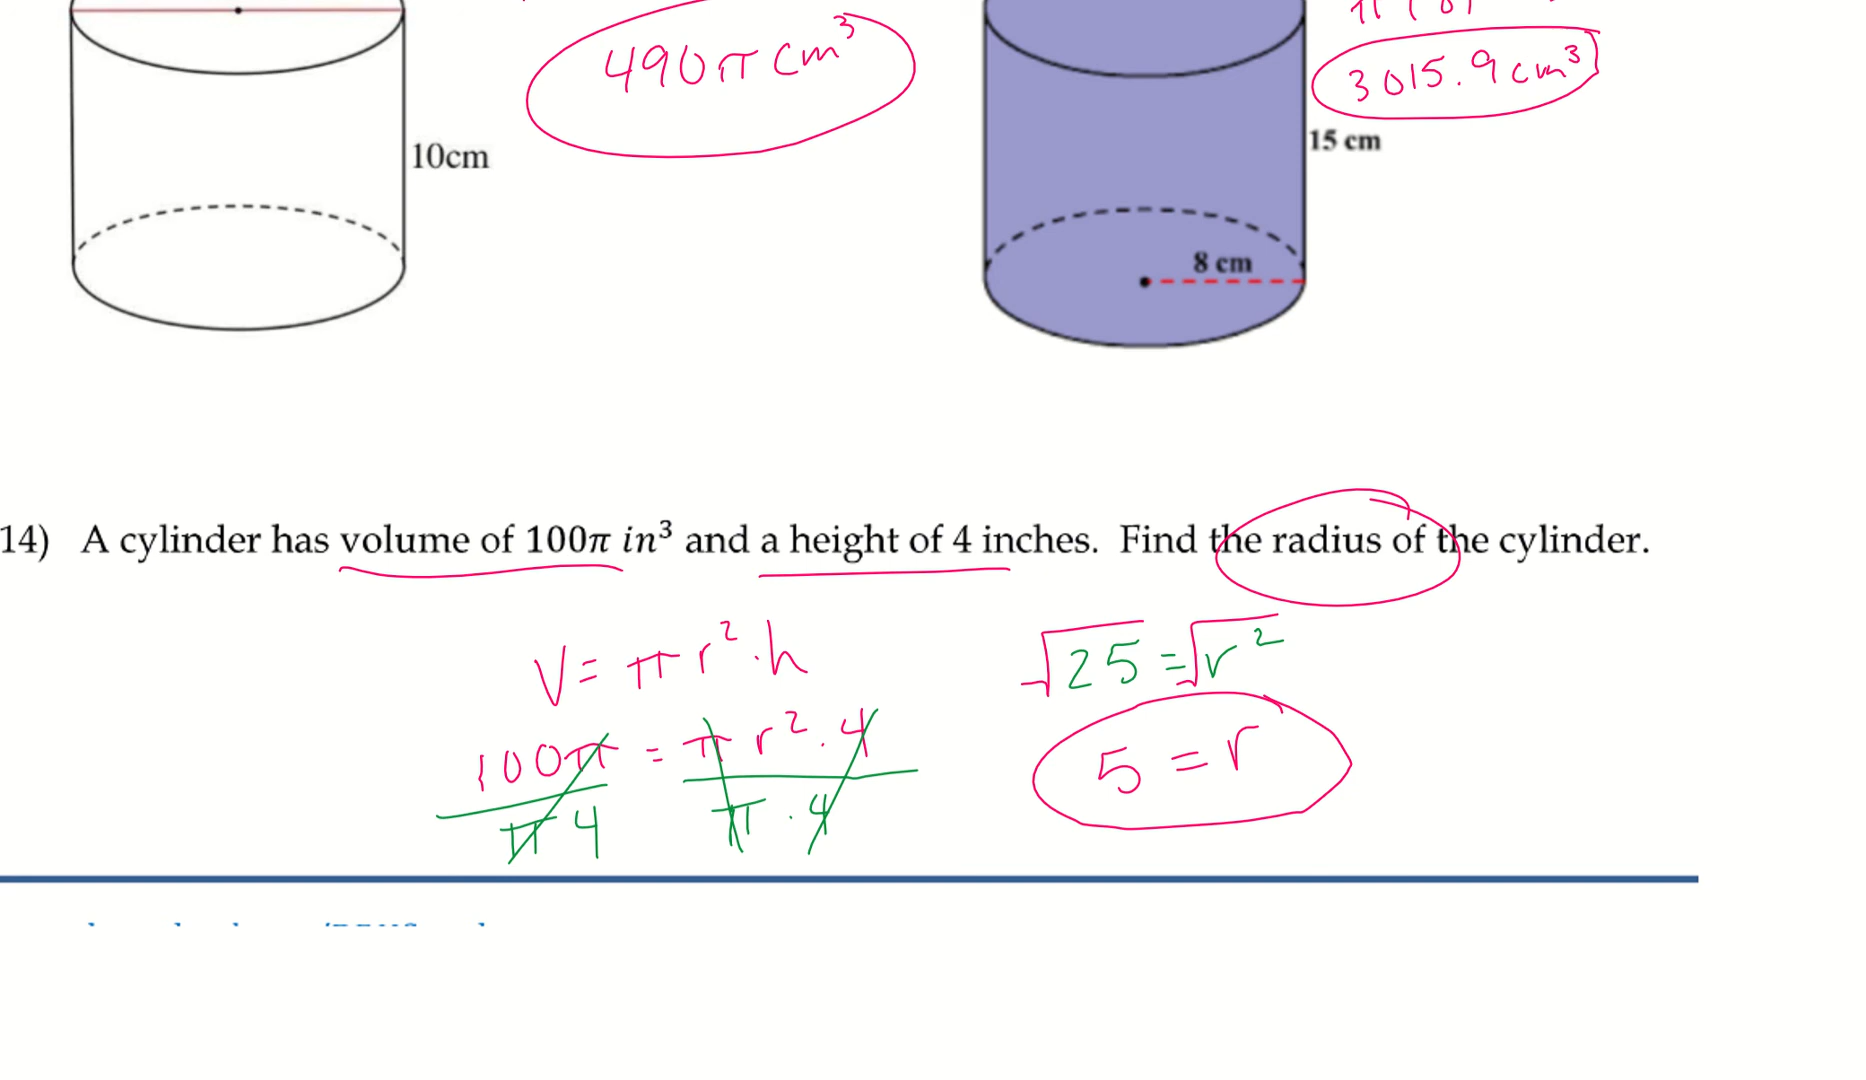 490π cm³
3015.9 cm³
10cm
15 cm
8 cm
14) A cylinder has volume of 100π in³ and a height of 4 inches. Find the radius of the cylinder.
V = π r² · h
100π = π r² · 4
π 4 π · 4
√25 = √r²
5 = r